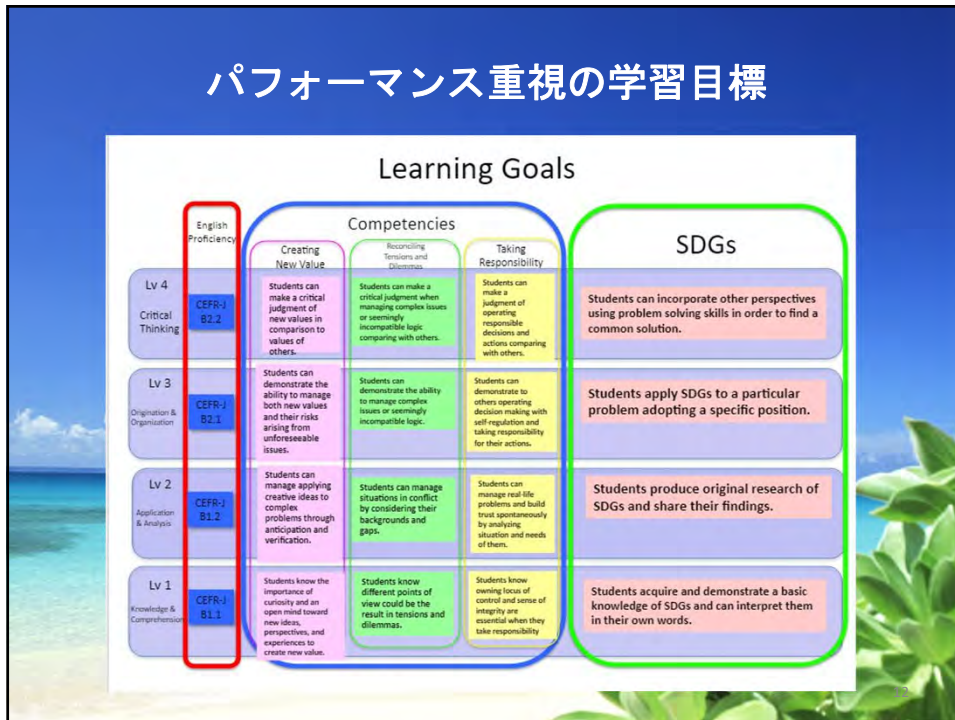 パフォーマンス重視の学習目標
Learning Goals
English
Proficiency
Competencies
Creating
New Value
Reconciling
Tensions and
Dilemmas
Taking
Responsibility
SDGs
Lv 4
Critical
Thinking
CEFR-J
B2.2
Students can
make a critical
judgment of
new values in
comparison to
values of
others.
Students can make a
critical judgment when
managing complex issues
or seemingly
incompatible logic
comparing with others.
Students can
make a
judgment of
operating
responsible
decisions and
actions comparing
with others.
Students can incorporate other perspectives
using problem solving skills in order to find a
common solution.
Lv 3
Origination &
Organization
CEFR-J
B2.1
Students can
demonstrate the
ability to manage
both new values
and their risks
arising from
unforeseeable
issues.
Students can
demonstrate the ability
to manage complex
issues or seemingly
incompatible logic.
Students can
demonstrate to
others operating
decision making with
self-regulation and
taking responsibility
for their actions.
Students apply SDGs to a particular
problem adopting a specific position.
Lv 2
Application
& Analysis
CEFR-J
B1.2
Students can
manage applying
creative ideas to
complex
problems through
anticipation and
verification.
Students can manage
situations in conflict
by considering their
backgrounds and
gaps.
Students can
manage real-life
problems and build
trust spontaneously
by analyzing
situation and needs
of them.
Students produce original research of
SDGs and share their findings.
Lv 1
Knowledge &
Comprehension
CEFR-J
B1.1
Students know the
importance of
curiosity and an
open mind toward
new ideas,
perspectives, and
experiences to
create new value.
Students know
different points of
view could be the
result in tensions and
dilemmas.
Students know
owning locus of
control and sense of
integrity are
essential when they
take responsibility
Students acquire and demonstrate a basic
knowledge of SDGs and can interpret them
in their own words.
22